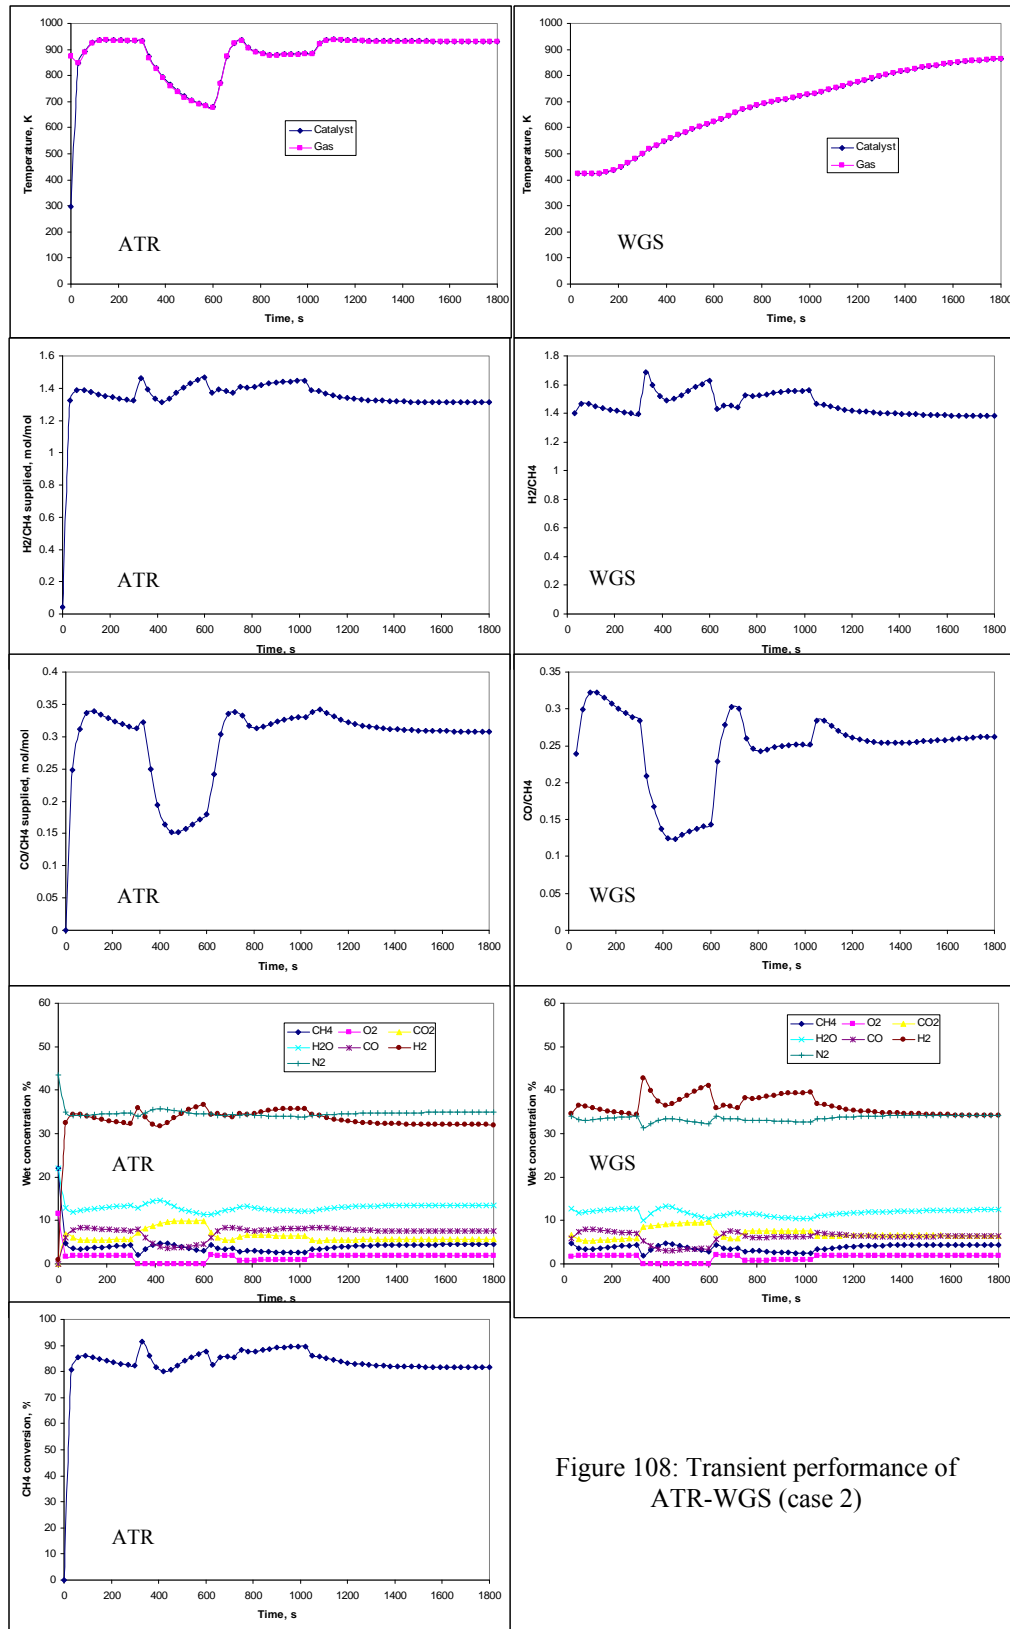 1000
900
800
700
600
500
400
300
200
100
0
Temperature, K
Catalyst
Gas
ATR
0 200 400 600 800 1000 1200 1400 1600 1800
Time, s
1000
900
800
700
600
500
400
300
200
100
0
Temperature, K
Catalyst
Gas
WGS
0 200 400 600 800 1000 1200 1400 1600 1800
Time, s
1.6
1.4
1.2
1
0.8
0.6
0.4
0.2
0
H2/CH4 supplied, mol/mol
ATR
0 200 400 600 800 1000 1200 1400 1600 1800
Time, s
1.8
1.6
1.4
1.2
1
0.8
0.6
0.4
0.2
0
H2/CH4
WGS
0 200 400 600 800 1000 1200 1400 1600 1800
Time, s
0.4
0.35
0.3
0.25
0.2
0.15
0.1
0.05
0
CO/CH4 supplied, mol/mol
ATR
0 200 400 600 800 1000 1200 1400 1600 1800
Time, s
0.35
0.3
0.25
0.2
0.15
0.1
0.05
0
CO/CH4
WGS
0 200 400 600 800 1000 1200 1400 1600 1800
Time, s
60
50
40
30
20
10
0
Wet concentration %
CH4 O2 CO2
H2O CO H2
N2
ATR
0 200 400 600 800 1000 1200 1400 1600 1800
Time, s
60
50
40
30
20
10
0
Wet concentration %
CH4 O2 CO2
H2O CO H2
N2
WGS
0 200 400 600 800 1000 1200 1400 1600 1800
Time, s
100
90
80
70
60
50
40
30
20
10
0
CH4 conversion, %
ATR
0 200 400 600 800 1000 1200 1400 1600 1800
Time, s
Figure 108: Transient performance of
ATR-WGS (case 2)